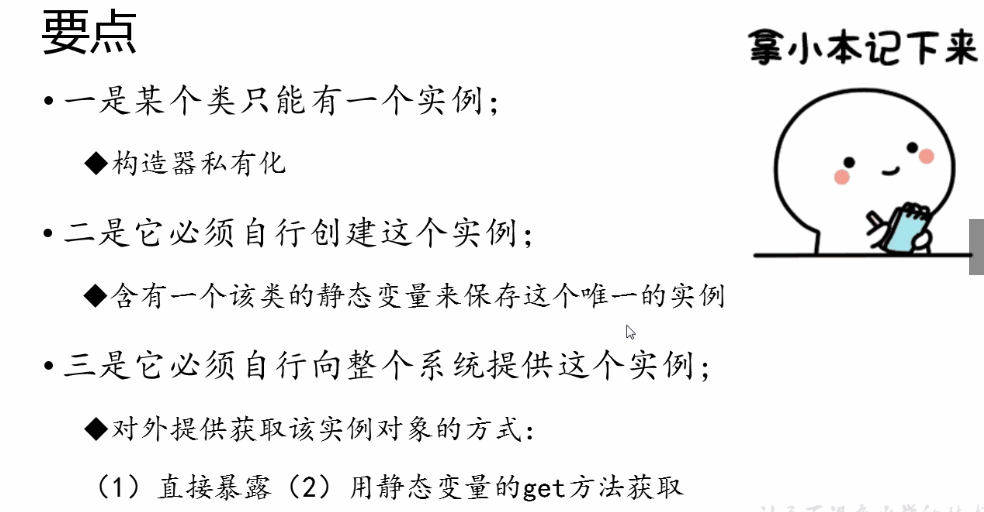 要点
拿小本记下来
• 一是某个类只能有一个实例；
◆构造器私有化
• 二是它必须自行创建这个实例；
◆含有一个该类的静态变量来保存这个唯一的实例
• 三是它必须自行向整个系统提供这个实例；
◆对外提供获取该实例对象的方式：
（1）直接暴露（2）用静态变量的get方法获取